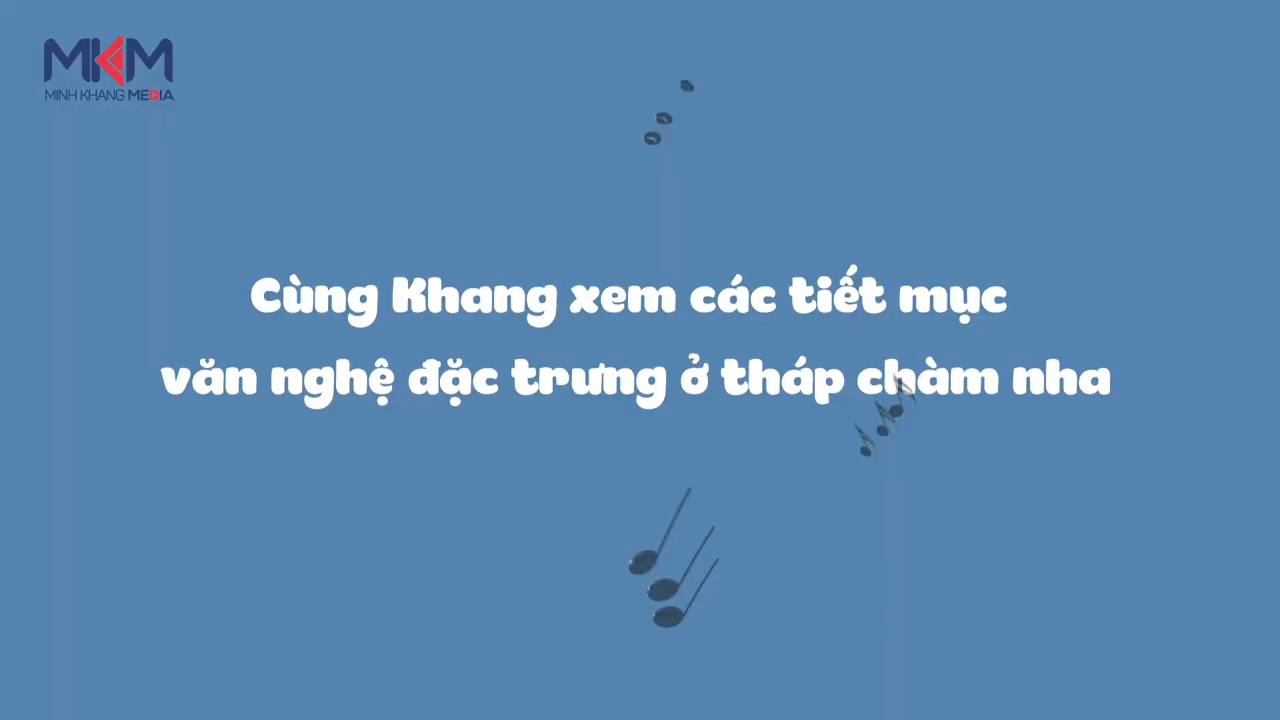 MKM
MINH KHANG MEDIA
Cùng Khang xem các tiết mục
văn nghệ đặc trưng ở tháp chàm nha